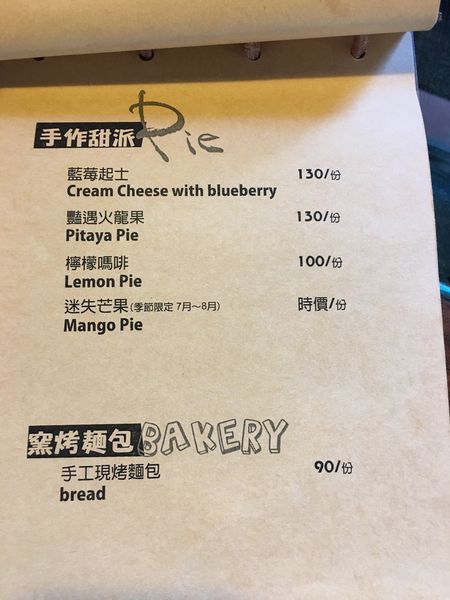 手作甜派 Pie
藍莓起士 130/份
Cream Cheese with blueberry
豔遇火龍果 130/份
Pitaya Pie
檸檬嗎啡 100/份
Lemon Pie
迷失芒果(季節限定 7月～8月) 時價/份
Mango Pie
窯烤麵包 BAKERY
手工現烤麵包 90/份
bread